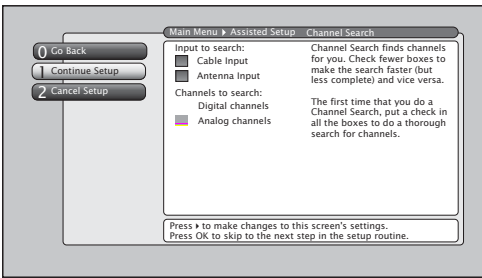 Main Menu ▸ Assisted Setup Channel Search
0 Go Back
1 Continue Setup
2 Cancel Setup
Input to search:
Cable Input
Antenna Input
Channels to search:
Digital channels
Analog channels
Channel Search finds channels
for you. Check fewer boxes to
make the search faster (but
less complete) and vice versa.
The first time that you do a
Channel Search, put a check in
all the boxes to do a thorough
search for channels.
Press ▸ to make changes to this screen's settings.
Press OK to skip to the next step in the setup routine.